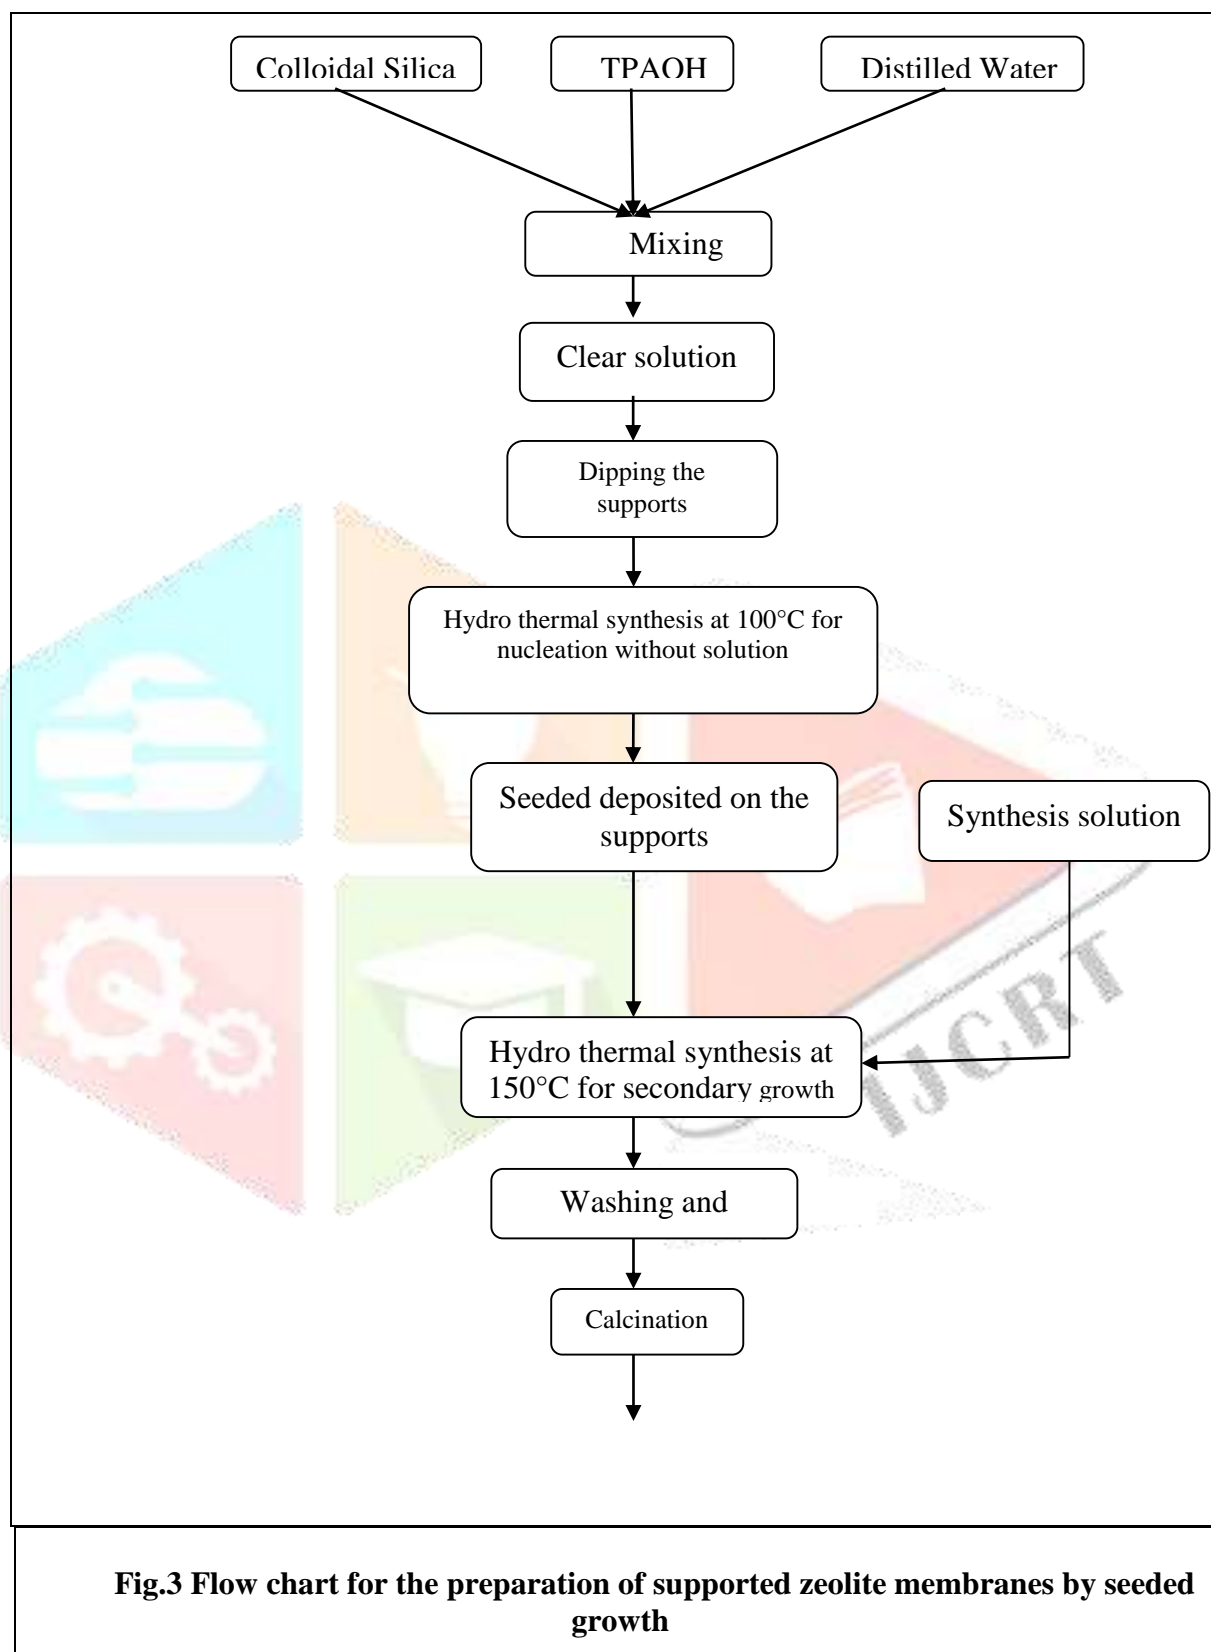 Colloidal Silica
TPAOH
Distilled Water
Mixing
Clear solution
Dipping the
supports
Hydro thermal synthesis at 100°C for
nucleation without solution
Seeded deposited on the
supports
Synthesis solution
Hydro thermal synthesis at
150°C for secondary growth
IJCRT
Washing and
Calcination
Fig.3 Flow chart for the preparation of supported zeolite membranes by seeded
growth